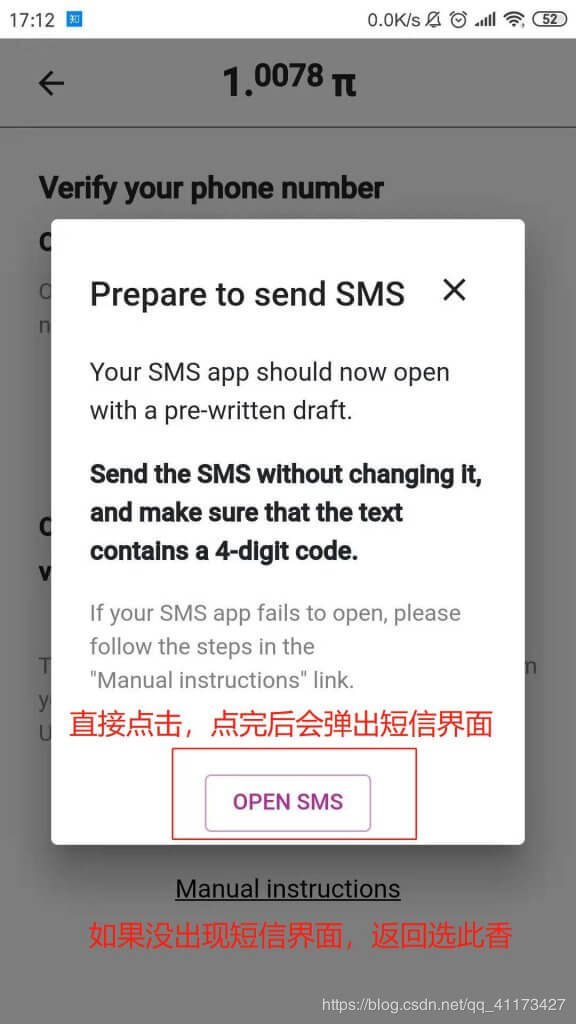 17:12 知 0.0K/s 52
1.0078 π
Verify your phone number
Prepare to send SMS
Your SMS app should now open
with a pre-written draft.
Send the SMS without changing it,
and make sure that the text
contains a 4-digit code.
If your SMS app fails to open, please
follow the steps in the
"Manual instructions" link.
直接点击，点完后会弹出短信界面
OPEN SMS
Manual instructions
如果没出现短信界面，返回选此香
https://blog.csdn.net/qq_41173427